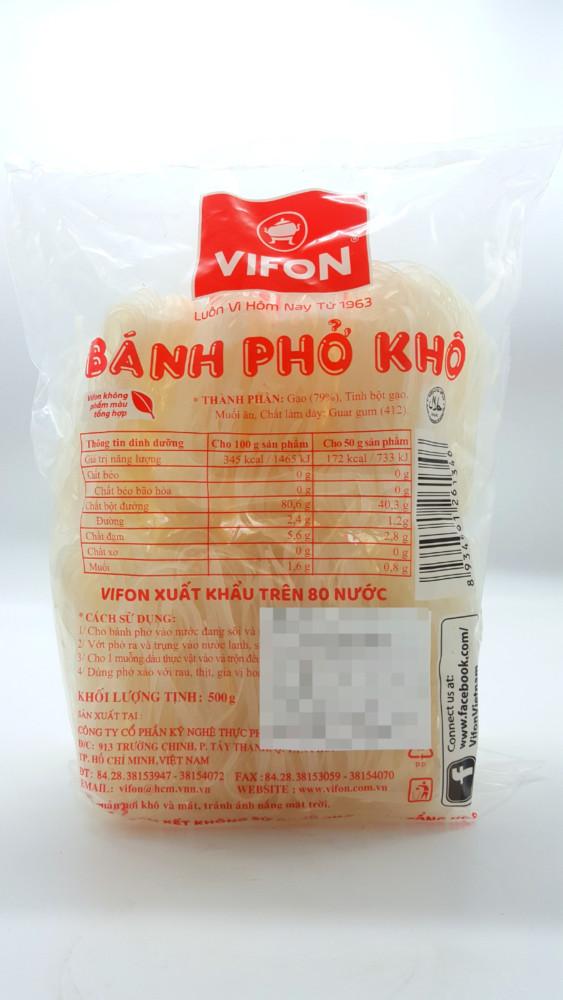 VIFON
®
Luôn Vì Hôm Nay Từ 1963
BÁNH PHỞ KHÔ
Vifon không
phẩm màu
tổng hợp
* THÀNH PHẦN: Gạo (79%), Tinh bột gạo,
Muối ăn, Chất làm dày: Guar gum (412).
Thông tin dinh dưỡng Cho 100 g sản phẩm Cho 50 g sản phẩm
Giá trị năng lượng 345 kcal / 1465 kJ 172 kcal / 733 kJ
Chất béo 0 g 0 g
Chất béo bão hòa 0 g 0 g
Chất bột đường 80,6 g 40,3 g
Đường 2,4 g 1,2g
Chất đạm 5,6 g 2,8 g
Chất xơ 0 g 0 g
Muối 1,6 g 0,8 g
VIFON XUẤT KHẨU TRÊN 80 NƯỚC
* CÁCH SỬ DỤNG:
1/ Cho bánh phở vào nước đang sôi và
2/ Vớt phở ra và trụng vào nước lạnh,
3/ Cho 1 muỗng dầu thực vật vào và trộn đều
4/ Dùng phở xào với rau, thịt, gia vị
KHỐI LƯỢNG TỊNH: 500g
SẢN XUẤT TẠI:
CÔNG TY CỔ PHẦN KỸ NGHỆ THỰC
Đ/C: 913 TRƯỜNG CHINH, P. TÂY THẠNH,
TP. HỒ CHÍ MINH, VIỆT NAM
ĐT: 84.28.38153947 - 38154072 FAX :84.28.38153059 - 38154070
EMAIL.: vifon@hcm.vnn.vn WEBSITE : www.vifon.com.vn
nơi khô và mát, tránh ánh nắng mặt trời.
KẾT KHÔNG
Connect us at:
www.facebook.com/
VifonVietnam
PP